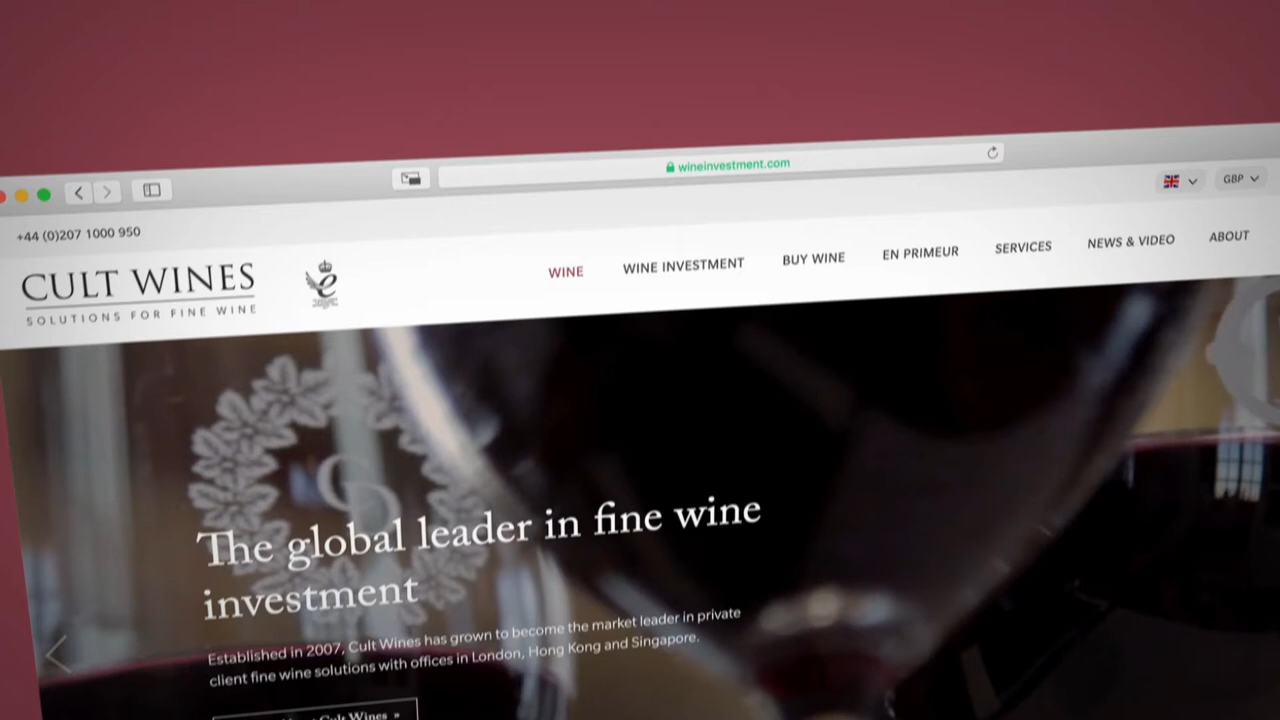 wineinvestment.com
GBP
+44 (0)207 1000 950
CULT WINES
SOLUTIONS FOR FINE WINE
e
WINE
WINE INVESTMENT
BUY WINE
EN PRIMEUR
SERVICES
NEWS & VIDEO
ABOUT
The global leader in fine wine
investment
Established in 2007, Cult Wines has grown to become the market leader in private
client fine wine solutions with offices in London, Hong Kong and Singapore.
Cult Wines »